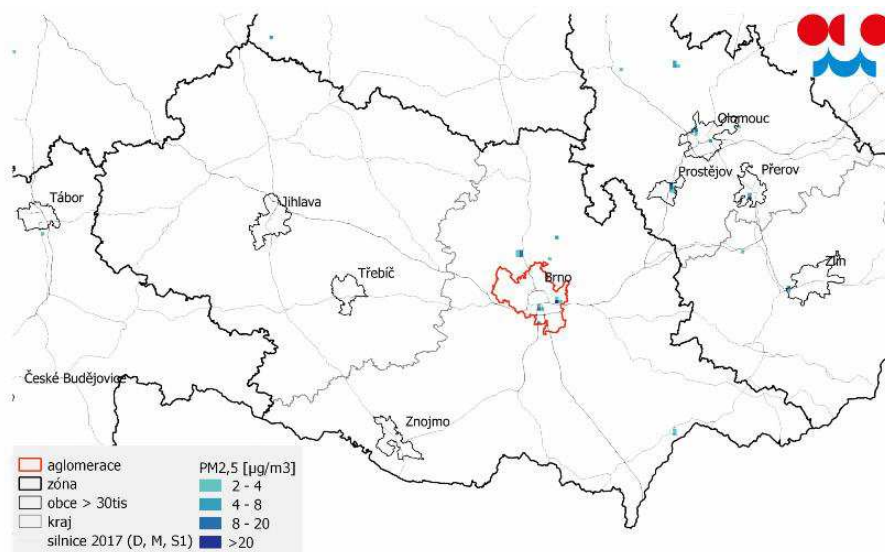 Olomouc
Prostějov
Přerov
Tábor
Jihlava
Třebíč
Brno
Zlín
České Budějovice
Znojmo
aglomerace
zóna
obce > 30tis
kraj
silnice 2017 (D, M, S1)
PM2,5 [µg/m3]
2 - 4
4 - 8
8 - 20
>20